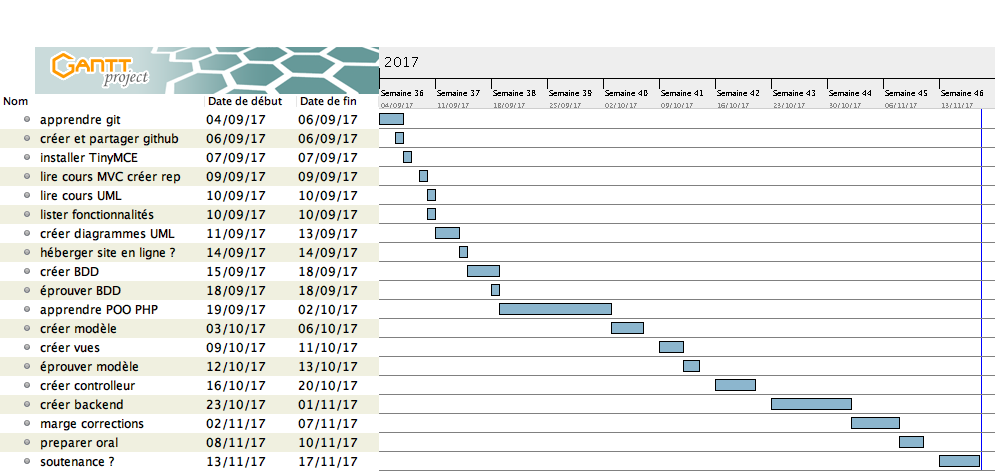 GANTT
project
2017
Semaine 36 Semaine 37 Semaine 38 Semaine 39 Semaine 40 Semaine 41 Semaine 42 Semaine 43 Semaine 44 Semaine 45 Semaine 46
Nom Date de début Date de fin 04/09/17 11/09/17 18/09/17 25/09/17 02/10/17 09/10/17 16/10/17 23/10/17 30/10/17 06/11/17 13/11/17
apprendre git 04/09/17 06/09/17
créer et partager github 06/09/17 06/09/17
installer TinyMCE 07/09/17 07/09/17
lire cours MVC créer rep 09/09/17 09/09/17
lire cours UML 10/09/17 10/09/17
lister fonctionnalités 10/09/17 10/09/17
créer diagrammes UML 11/09/17 13/09/17
héberger site en ligne ? 14/09/17 14/09/17
créer BDD 15/09/17 18/09/17
éprouver BDD 18/09/17 18/09/17
apprendre POO PHP 19/09/17 02/10/17
créer modèle 03/10/17 06/10/17
créer vues 09/10/17 11/10/17
éprouver modèle 12/10/17 13/10/17
créer controlleur 16/10/17 20/10/17
créer backend 23/10/17 01/11/17
marge corrections 02/11/17 07/11/17
preparer oral 08/11/17 10/11/17
soutenance ? 13/11/17 17/11/17